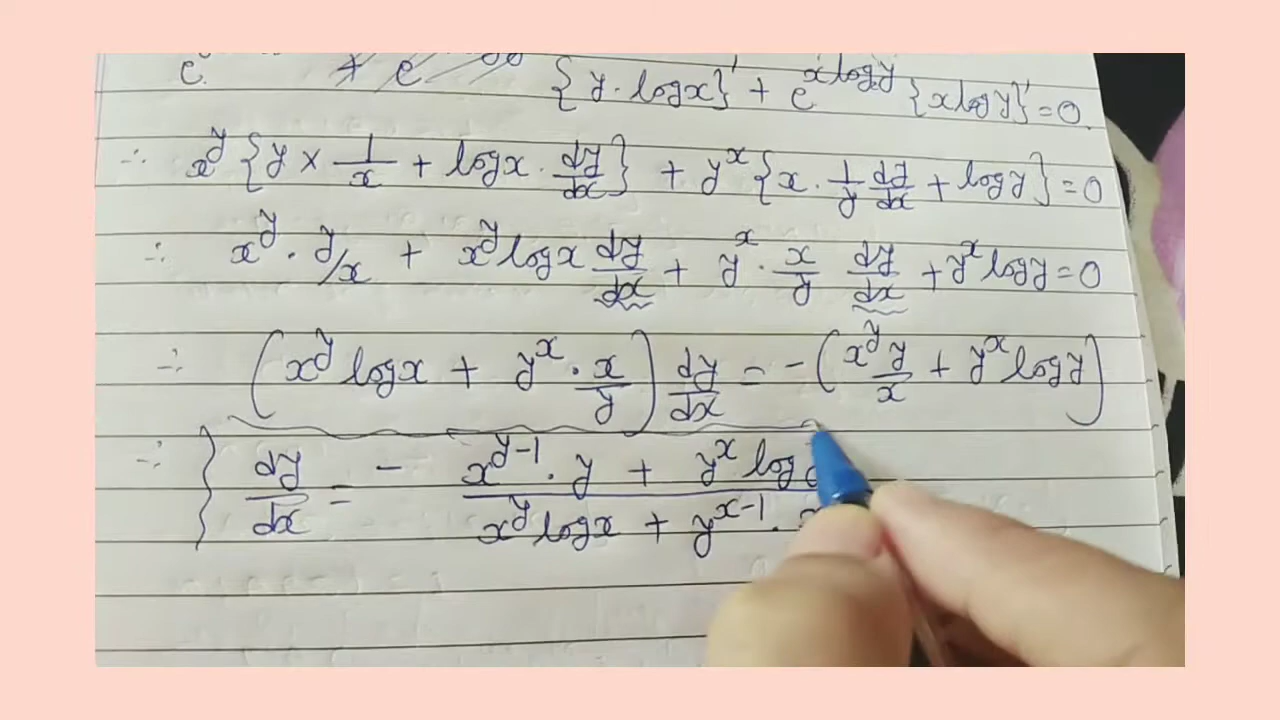 e {y · logx}' + e^{xlogy} {xlogy}' = 0
∴ x^y {y × 1/x + logx · dy/dx} + y^x {x · 1/y dy/dx + logy} = 0
∴ x^y · y/x + x^y logx dy/dx + y^x · x/y dy/dx + y^x logy = 0
∴ (x^y logx + y^x · x/y) dy/dx = - (x^y y/x + y^x logy)
∴ dy/dx = - x^{y-1} · y + y^x log / x^y logx + y^{x-1} ·